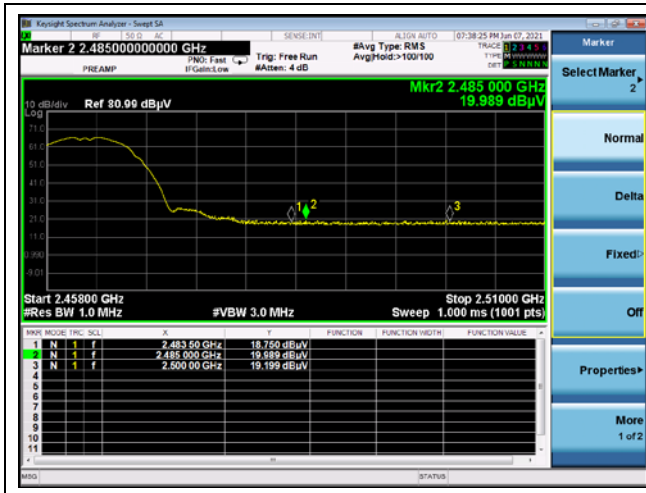 Keysight Spectrum Analyzer - Swept SA
RF 50 Ω AC SENSE:INT ALIGN AUTO 07:38:25 PM Jun 07, 2021
Marker 2 2.485000000000 GHz
PREAMP
PNO: Fast
IFGain:Low
Trig: Free Run
#Atten: 4 dB
#Avg Type: RMS
Avg|Hold:>100/100
TRACE 1 2 3 4 5 6
TYPE M W W W W W
DET P S N N N N
Mkr2 2.485 000 GHz
19.989 dBµV
10 dB/div Ref 80.99 dBµV
Log
71.0
61.0
51.0
41.0
31.0
21.0
11.0
0.990
-9.01
1 2 3
Start 2.45800 GHz Stop 2.51000 GHz
#Res BW 1.0 MHz #VBW 3.0 MHz Sweep 1.000 ms (1001 pts)
MKR MODE TRC SCL X Y FUNCTION FUNCTION WIDTH FUNCTION VALUE
1 N 1 f 2.483 50 GHz 18.750 dBµV
2 N 1 f 2.485 000 GHz 19.989 dBµV
3 N 1 f 2.500 00 GHz 19.199 dBµV
4
5
6
7
8
9
10
11
MSG STATUS
Marker
Select Marker
2
Normal
Delta
Fixed
Off
Properties
More
1 of 2